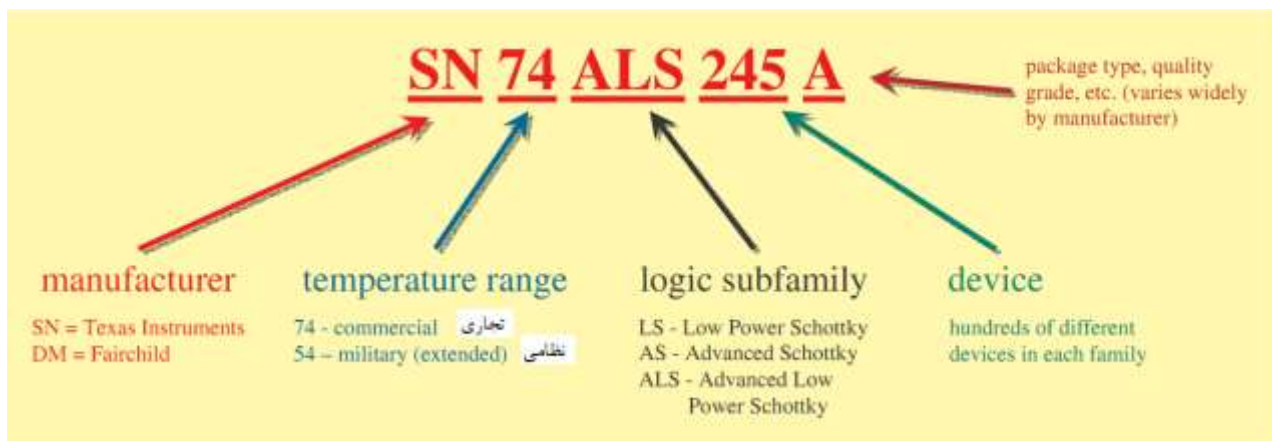 SN 74 ALS 245 A
package type, quality
grade, etc. (varies widely
by manufacturer)
manufacturer
SN = Texas Instruments
DM = Fairchild
temperature range
74 - commercial تجاری
54 – military (extended) نظامی
logic subfamily
LS - Low Power Schottky
AS - Advanced Schottky
ALS - Advanced Low
Power Schottky
device
hundreds of different
devices in each family